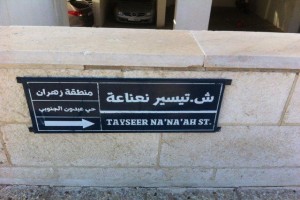 ش.تيسير نعناعة
TAYSEER NA'NA'AH ST.
منطقة زهران
حي عبدون الجنوبي